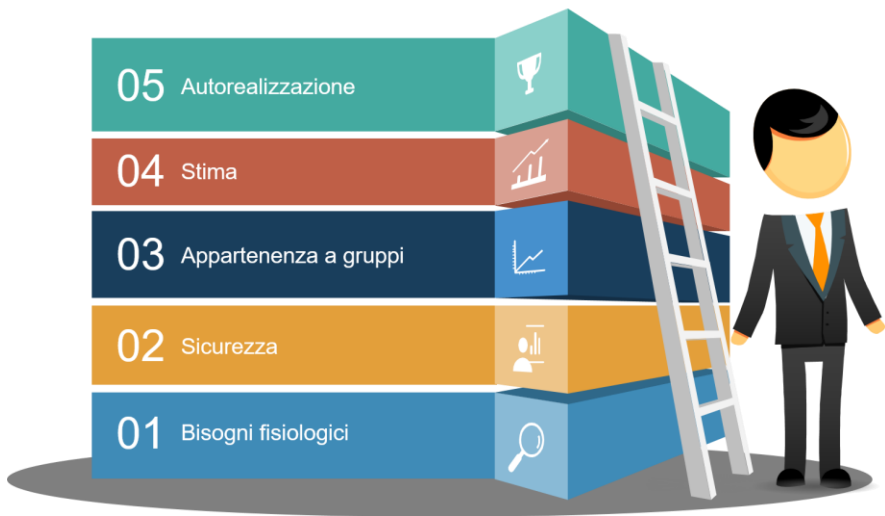 05 Autorealizzazione
04 Stima
03 Appartenenza a gruppi
02 Sicurezza
01 Bisogni fisiologici